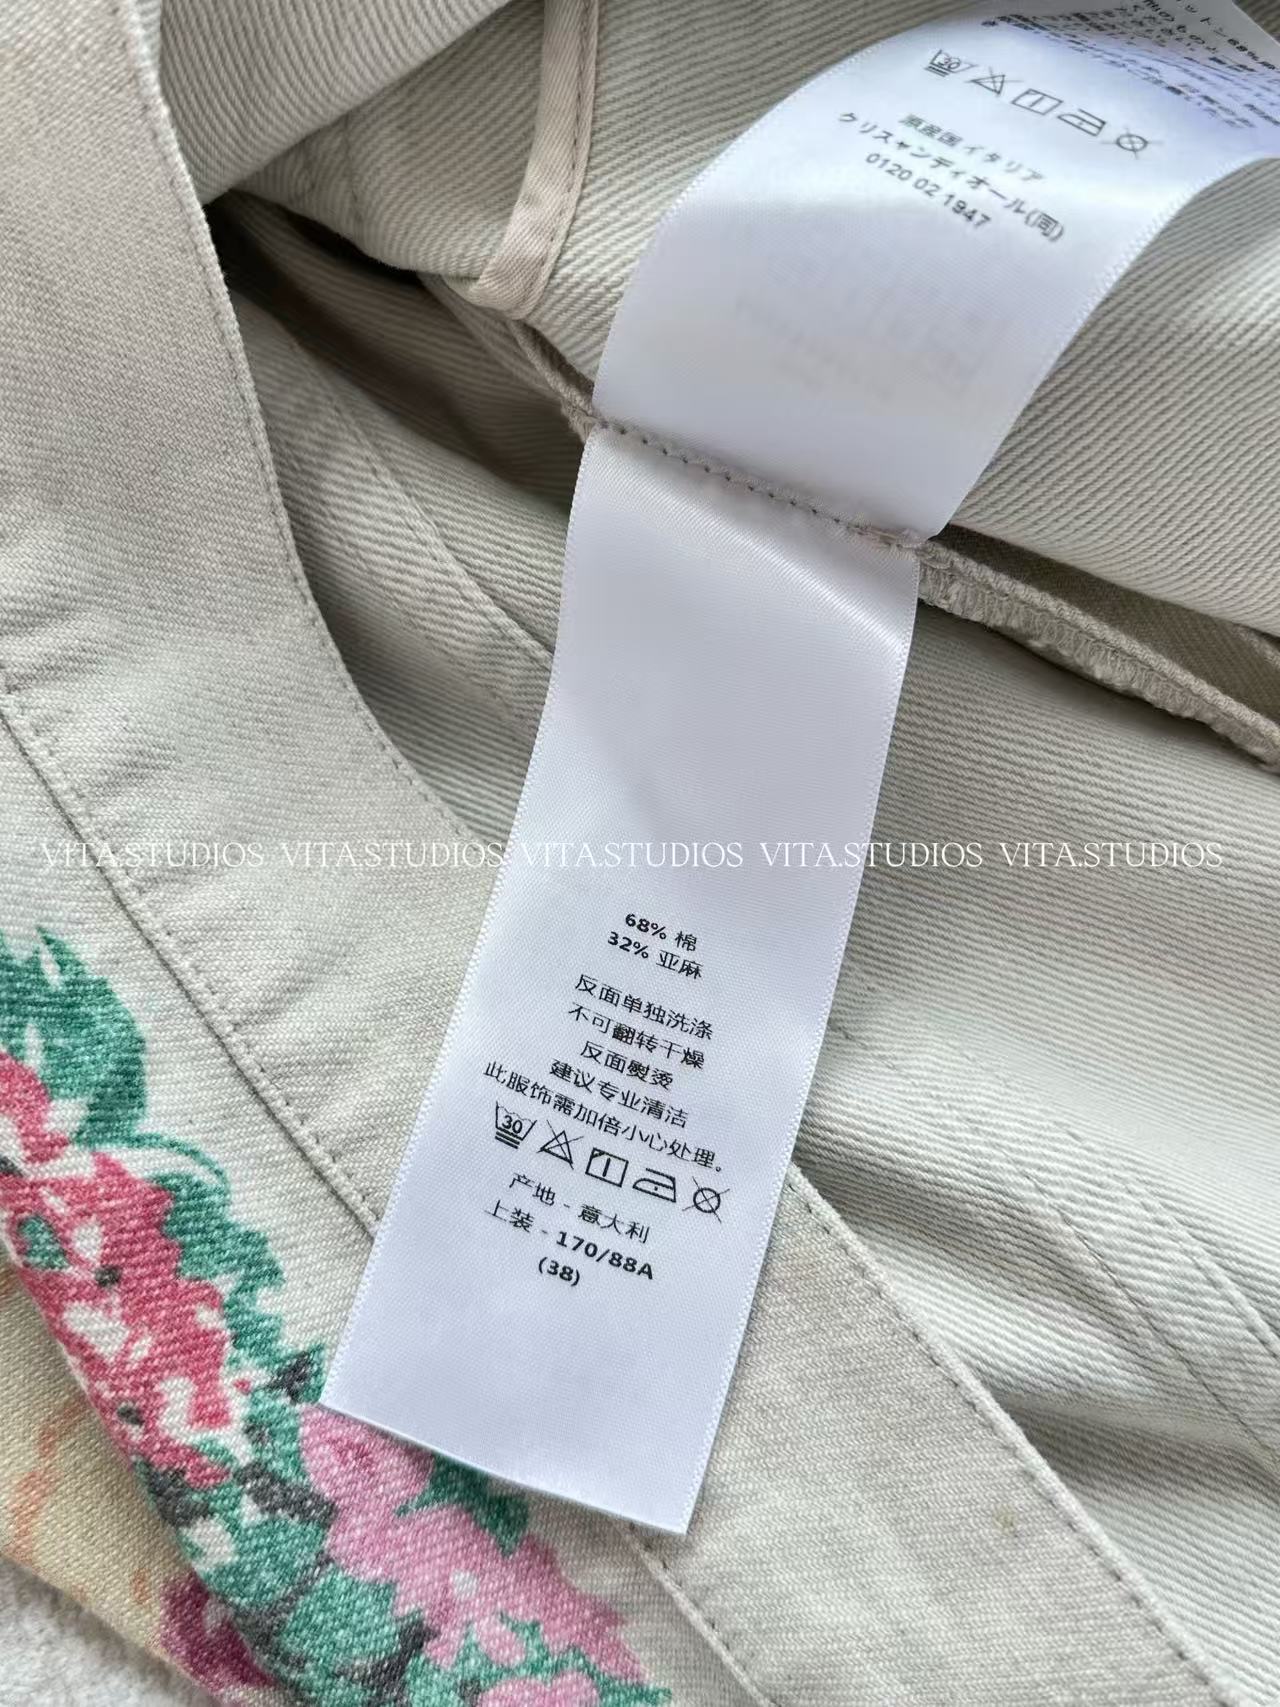 30
原産国 イタリア
クリスチャンディオール(同)
0120 02 1947
VITA.STUDIOS VITA.STUDIOS VITA.STUDIOS VITA.STUDIOS VITA.STUDIOS
68% 棉
32% 亚麻
反面单独洗涤
不可翻转干燥
反面熨烫
建议专业清洁
此服饰需加倍小心处理。
30
产地 - 意大利
上装 - 170/88A
(38)